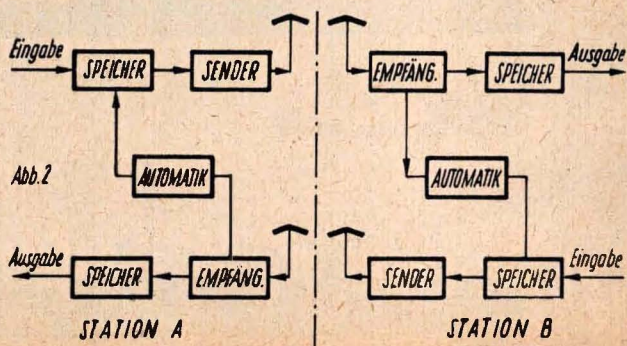 Eingabe
SPEICHER
SENDER
EMPFÄNG.
SPEICHER
Ausgabe
Abb.2
AUTOMATIK
AUTOMATIK
Ausgabe
SPEICHER
EMPFÄNG.
SENDER
SPEICHER
Eingabe
STATION A
STATION B